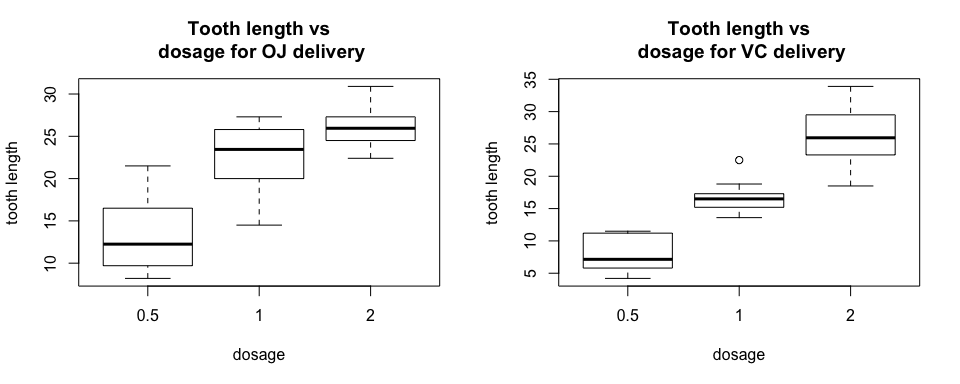 Tooth length vs
dosage for OJ delivery
tooth length
30
25
20
15
10
0.5
1
2
dosage
Tooth length vs
dosage for VC delivery
tooth length
35
30
25
20
15
10
5
0.5
1
2
dosage